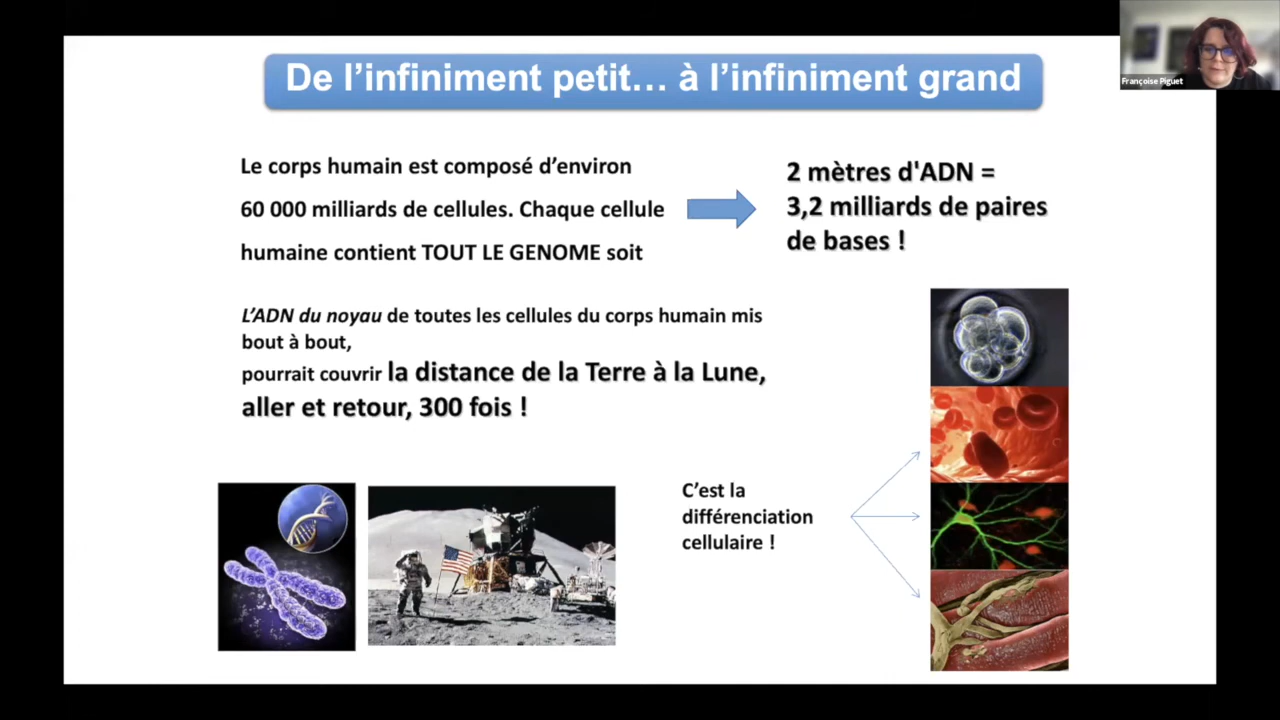 De l’infiniment petit... à l’infiniment grand
Françoise Piguet
Le corps humain est composé d’environ
60 000 milliards de cellules. Chaque cellule
humaine contient TOUT LE GENOME soit
2 mètres d'ADN =
3,2 milliards de paires
de bases !
L’ADN du noyau de toutes les cellules du corps humain mis
bout à bout,
pourrait couvrir la distance de la Terre à la Lune,
aller et retour, 300 fois !
C’est la
différenciation
cellulaire !